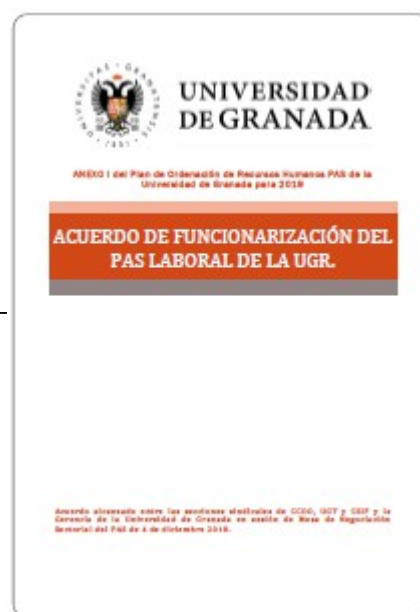 UNIVERSIDAD
DE GRANADA
ANEXO I del Plan de Ordenación de Recursos Humanos PAS de la
Universidad de Granada para 2019
ACUERDO DE FUNCIONARIZACIÓN DEL
PAS LABORAL DE LA UGR.
Acuerdo alcanzado entre las secciones sindicales de CCOO, UGT y CSIF y la
Gerencia de la Universidad de Granada en sesión de Mesa de Negociación
Sectorial del PAS de 4 de diciembre 2018.